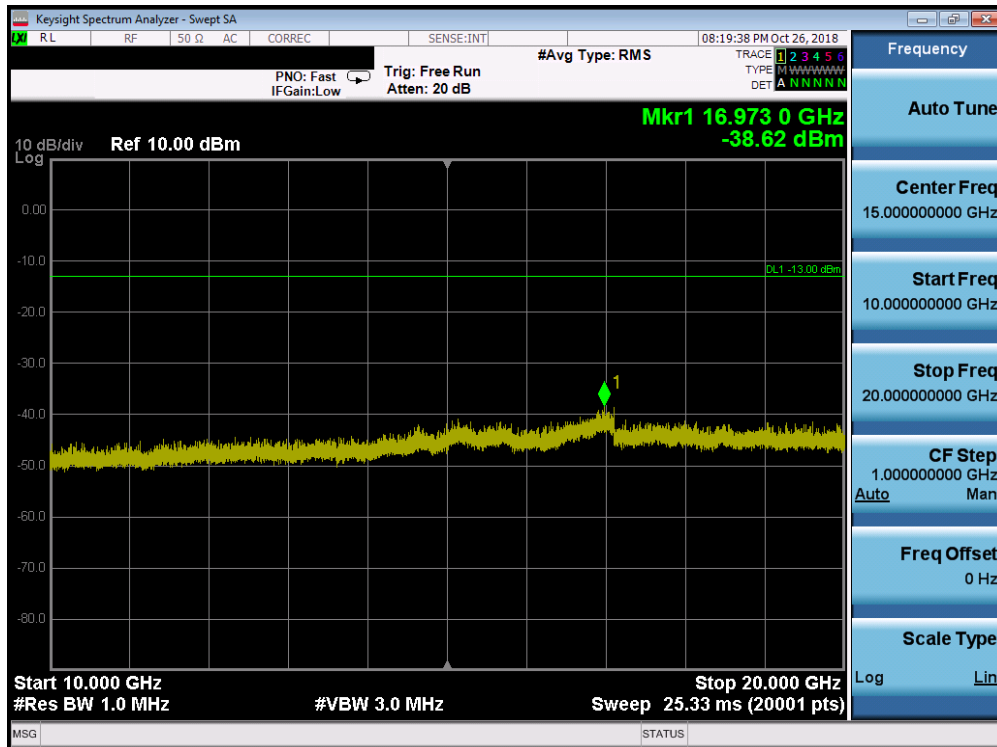 Keysight Spectrum Analyzer - Swept SA
LXI RL RF 50 Ω AC CORREC SENSE:INT 08:19:38 PM Oct 26, 2018
#Avg Type: RMS
TRACE 1 2 3 4 5 6
PNO: Fast Trig: Free Run
TYPE M WWWWW
IFGain:Low Atten: 20 dB
DET A N N N N N
Mkr1 16.973 0 GHz
-38.62 dBm
10 dB/div Ref 10.00 dBm
Log
0.00
-10.0
DL1 -13.00 dBm
-20.0
-30.0
1
-40.0
-50.0
-60.0
-70.0
-80.0
Start 10.000 GHz Stop 20.000 GHz
#Res BW 1.0 MHz #VBW 3.0 MHz Sweep 25.33 ms (20001 pts)
MSG STATUS
Frequency
Auto Tune
Center Freq
15.000000000 GHz
Start Freq
10.000000000 GHz
Stop Freq
20.000000000 GHz
CF Step
1.000000000 GHz
Auto Man
Freq Offset
0 Hz
Scale Type
Log Lin